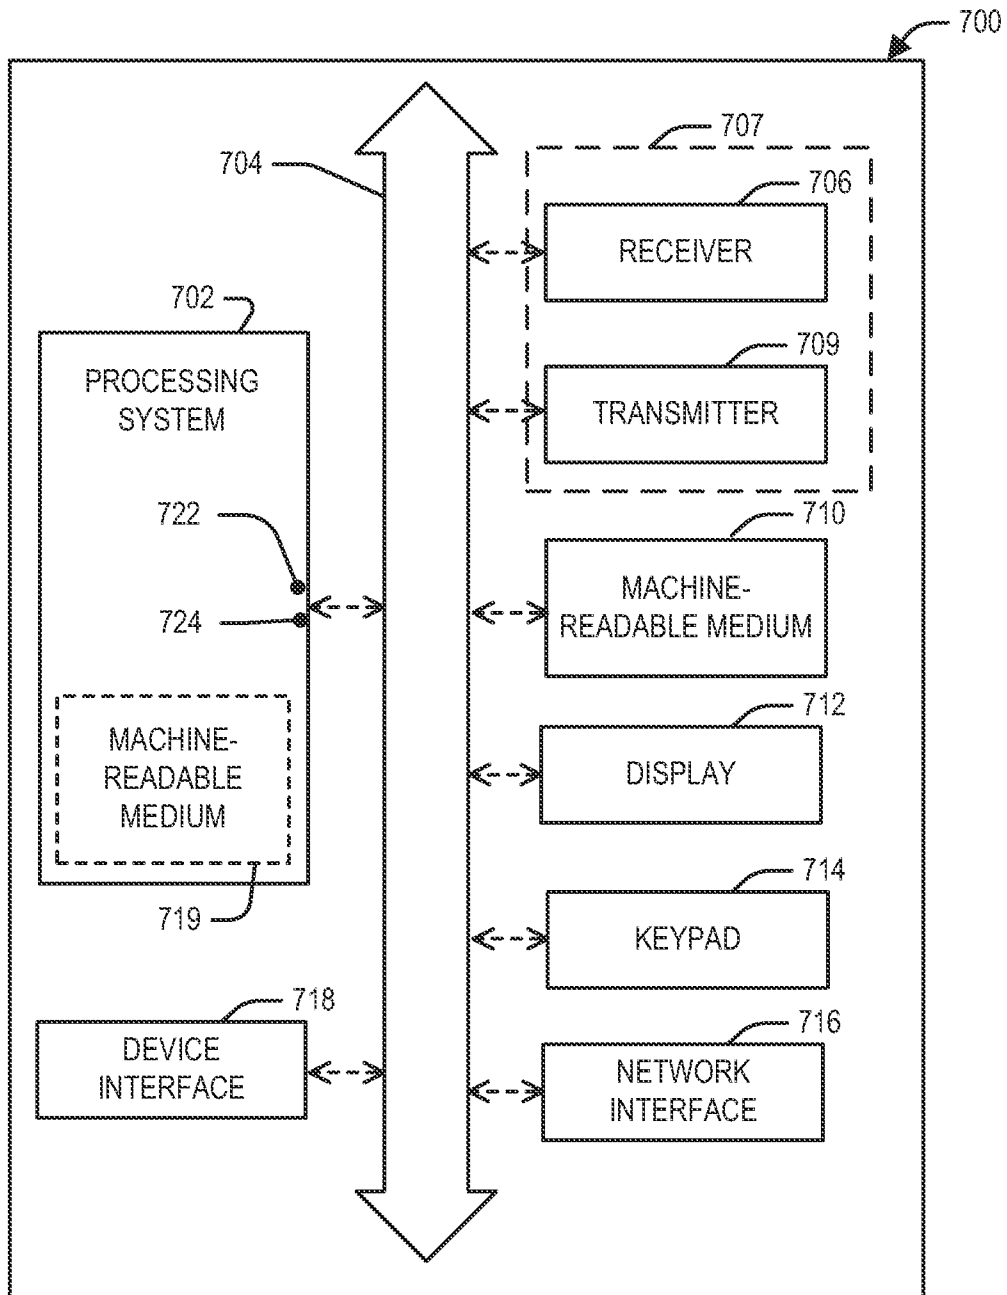 700
707
704
706
RECEIVER
702
709
PROCESSING
SYSTEM
TRANSMITTER
722
710
MACHINE-
READABLE MEDIUM
724
712
MACHINE-
READABLE
MEDIUM
DISPLAY
719
714
KEYPAD
718
DEVICE
INTERFACE
716
NETWORK
INTERFACE